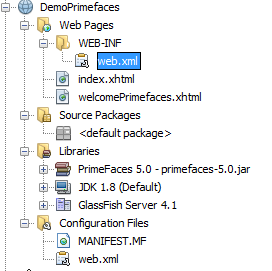 DemoPrimefaces
Web Pages
WEB-INF
web.xml
index.xhtml
welcomePrimefaces.xhtml
Source Packages
<default package>
Libraries
PrimeFaces 5.0 - primefaces-5.0.jar
JDK 1.8 (Default)
GlassFish Server 4.1
Configuration Files
MANIFEST.MF
web.xml